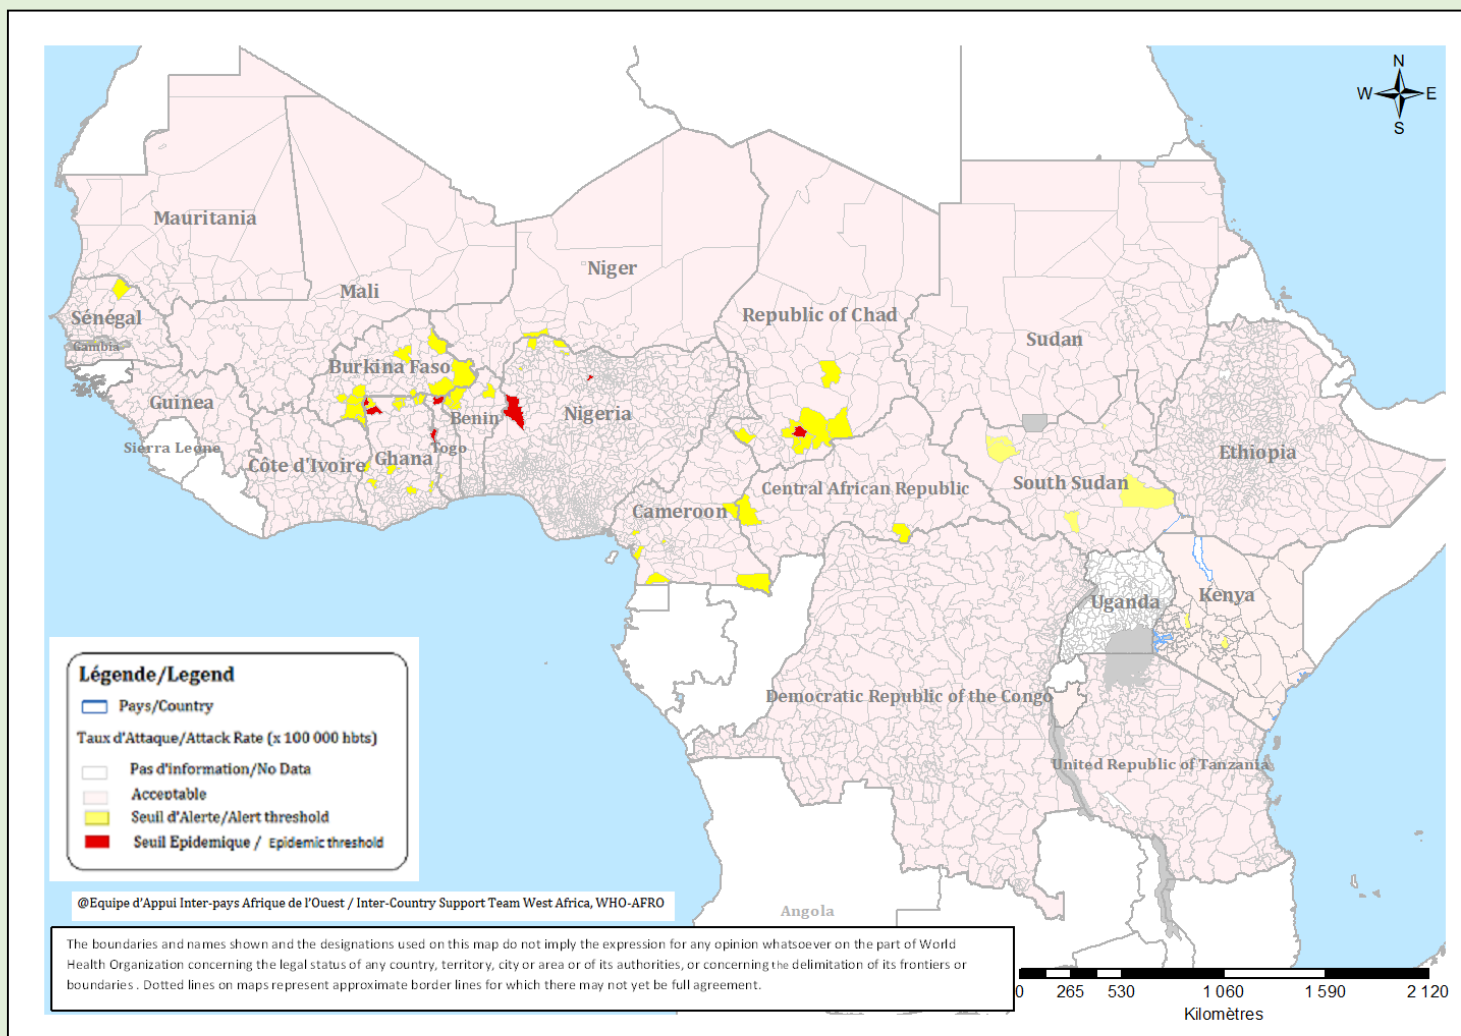 N
W E
S
Mauritania
Niger
Mali
Sénégal
Republic of Chad
Gambia
Sudan
Burkina Faso
Guinea
Benin
Nigeria
Sierra Leone
Togo
Côte d'Ivoire
Ghana
Ethiopia
Central African Republic
South Sudan
Cameroon
Uganda
Kenya
Democratic Republic of the Congo
United Republic of Tanzania
Angola
Légende/Legend
Pays/Country
Taux d'Attaque/Attack Rate (x 100 000 hbts)
Pas d'information/No Data
Acceptable
Seuil d'Alerte/Alert threshold
Seuil Epidemique / Epidemic threshold
@Equipe d'Appui Inter-pays Afrique de l'Ouest / Inter-Country Support Team West Africa, WHO-AFRO
The boundaries and names shown and the designations used on this map do not imply the expression for any opinion whatsoever on the part of World
Health Organization concerning the legal status of any country, territory, city or area or of its authorities, or concerning the delimitation of its frontiers or
boundaries . Dotted lines on maps represent approximate border lines for which there may not yet be full agreement.
0 265 530 1 060 1 590 2 120
Kilomètres